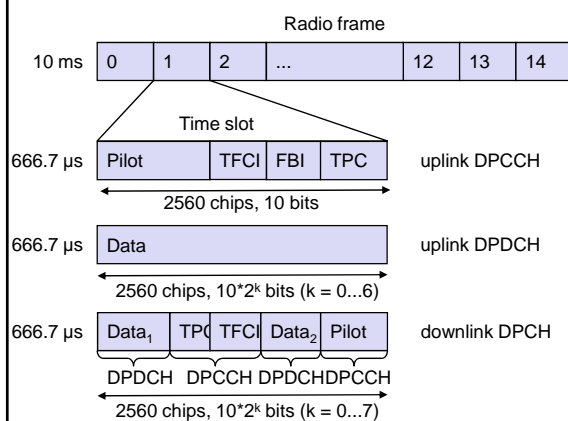 Radio frame
10 ms 0 1 2 ... 12 13 14
Time slot
666.7 µs Pilot TFCI FBI TPC uplink DPCCH
2560 chips, 10 bits
666.7 µs Data uplink DPDCH
2560 chips, 10*2ᵏ bits (k = 0...6)
666.7 µs Data₁ TPC TFCI Data₂ Pilot downlink DPCH
DPDCH DPCCH DPDCH DPCCH
2560 chips, 10*2ᵏ bits (k = 0...7)